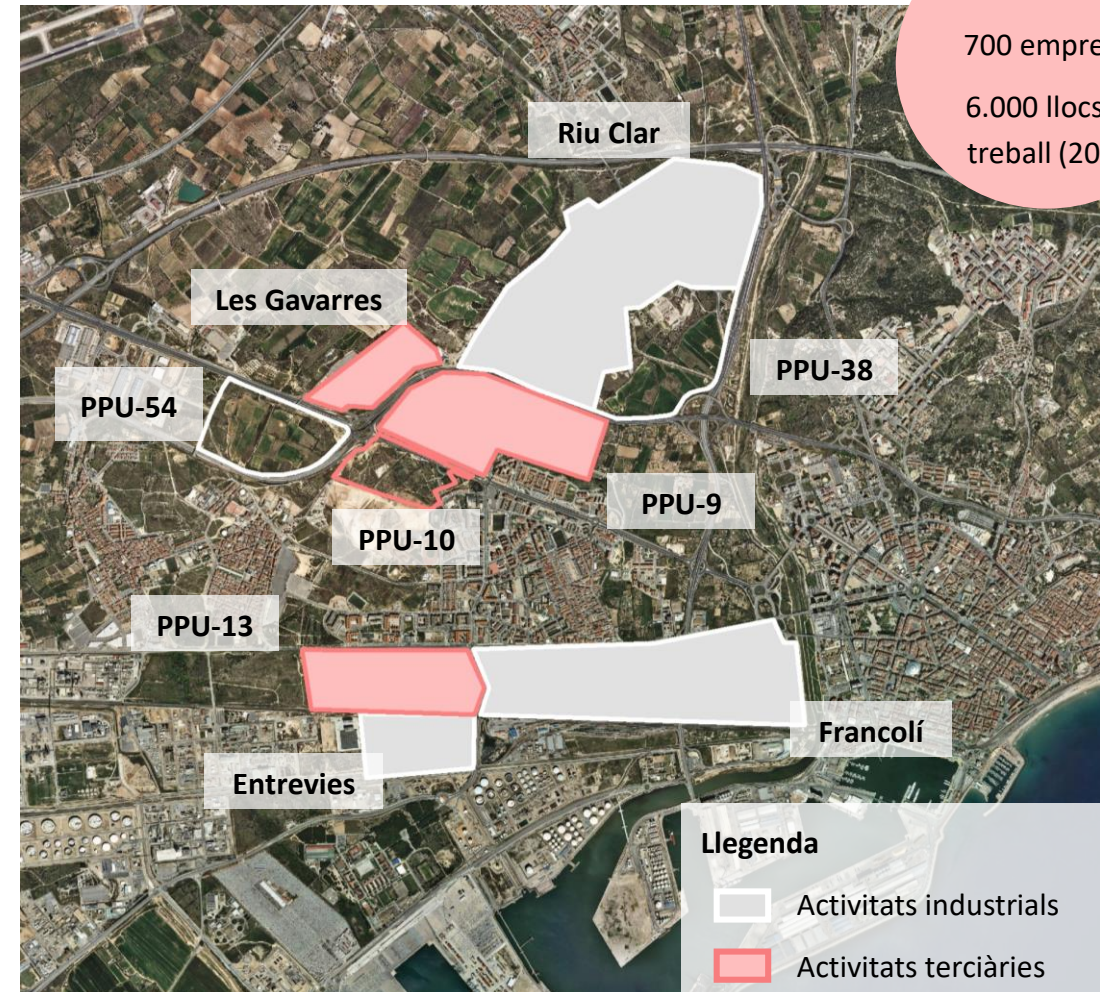 700 empre
6.000 llocs
treball (20
Riu Clar
Les Gavarres
PPU-54
PPU-38
PPU-9
PPU-10
PPU-13
Francolí
Entrevies
Llegenda
Activitats industrials
Activitats terciàries